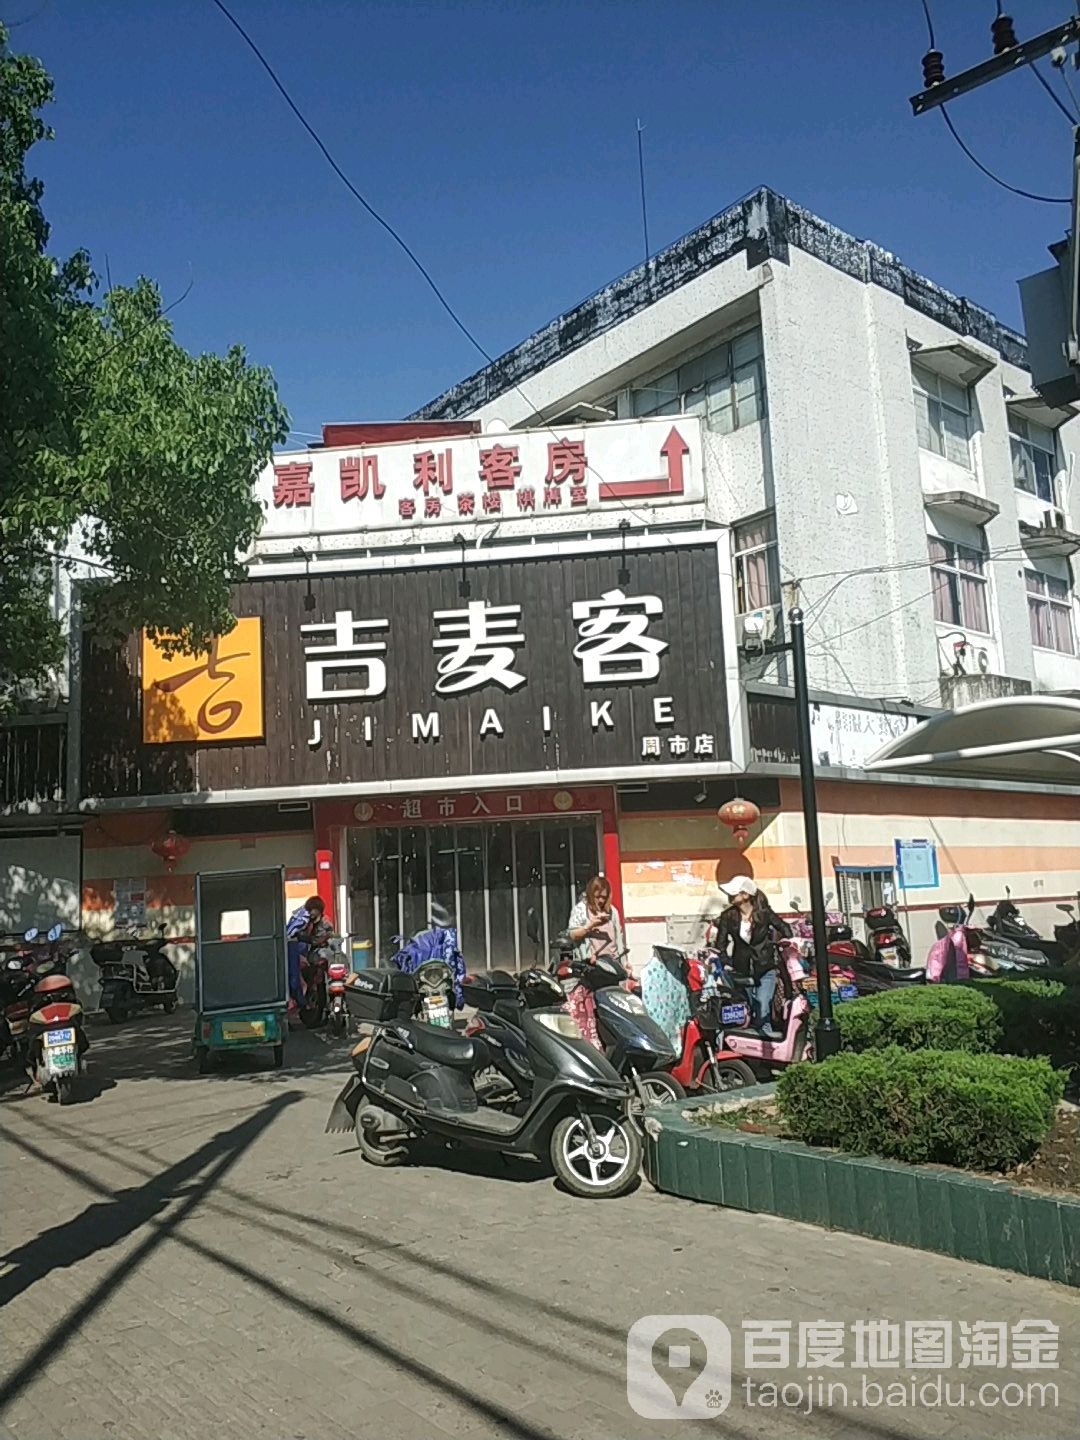 嘉凯利客房
客房 茶楼 棋牌室
吉
吉麦客
JIMAIKE
周市店
超市入口
百度地图淘金
taojin.baidu.com